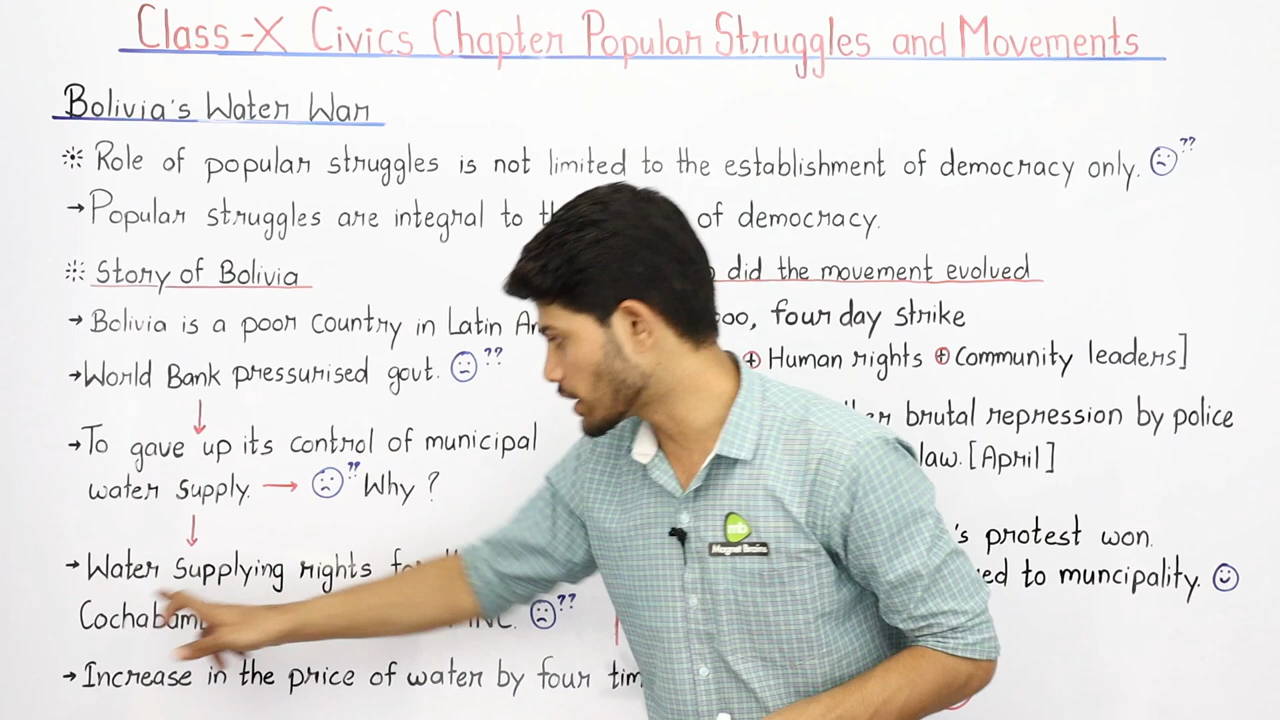 Class-X Civics Chapter Popular Struggles and Movements
Bolivia's Water War
Role of popular struggles is not limited to the establishment of democracy only. ??
→ Popular struggles are integral to of democracy.
Story of Bolivia
→ Bolivia is a poor country in Latin
→ World Bank pressurised govt. ??
→ To gave up its control of municipal
water supply. → ?? Why ?
→ Water supplying rights
→ Increase in the price of water by four
did the movement evolved
four day strike
+ Human rights + Community leaders]
brutal repression by police
law. [April]
's protest won.
to muncipality.
mb
Magnet Brains